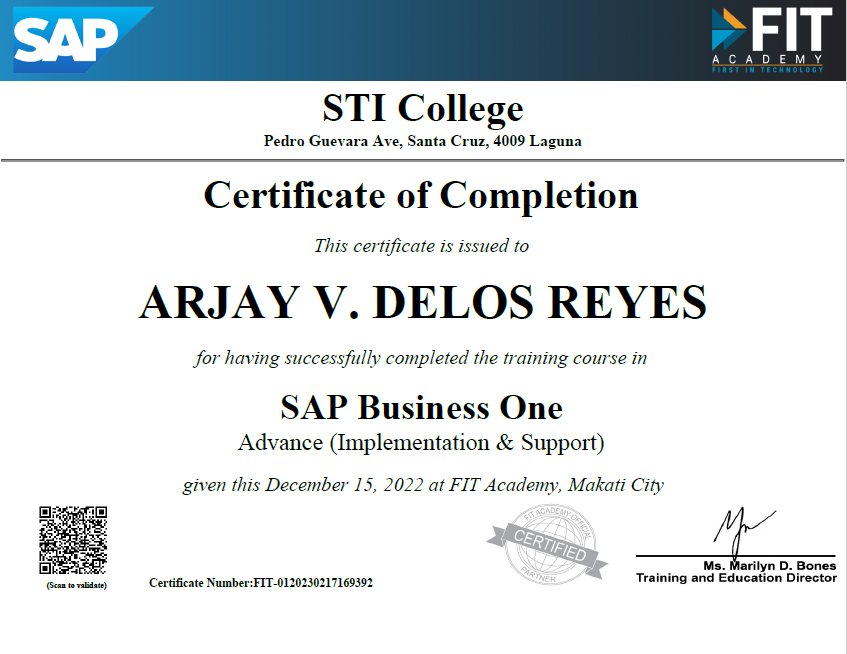 SAP
FIT
ACADEMY
FIRST IN TECHNOLOGY
STI College
Pedro Guevara Ave, Santa Cruz, 4009 Laguna
Certificate of Completion
This certificate is issued to
ARJAY V. DELOS REYES
for having successfully completed the training course in
SAP Business One
Advance (Implementation & Support)
given this December 15, 2022 at FIT Academy, Makati City
FIT ACADEMY OFFICIAL
CERTIFIED
PARTNER
Ms. Marilyn D. Bones
Training and Education Director
(Scan to validate)
Certificate Number:FIT-0120230217169392